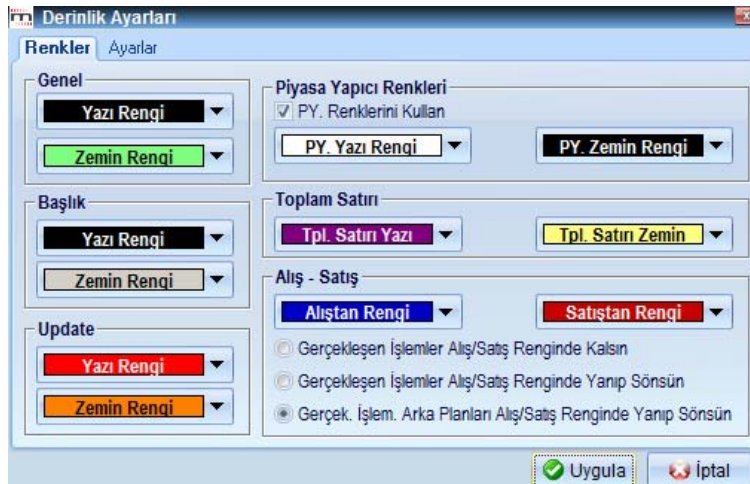 Derinlik Ayarları
Renkler Ayarlar
Genel
Yazı Rengi
Zemin Rengi
Başlık
Yazı Rengi
Zemin Rengi
Update
Yazı Rengi
Zemin Rengi
Piyasa Yapıcı Renkleri
PY. Renklerini Kullan
PY. Yazı Rengi PY. Zemin Rengi
Toplam Satırı
Tpl. Satırı Yazı Tpl. Satırı Zemin
Alış - Satış
Alıştan Rengi Satıştan Rengi
Gerçekleşen İşlemler Alış/Satış Renginde Kalsın
Gerçekleşen İşlemler Alış/Satış Renginde Yanıp Sönsün
Gerçek. İşlem. Arka Planları Alış/Satış Renginde Yanıp Sönsün
Uygula İptal